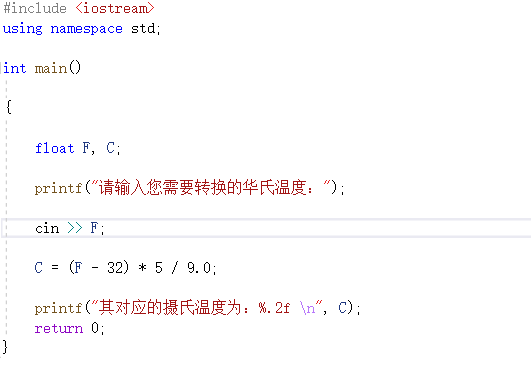 #include <iostream>
using namespace std;
int main()
{
float F, C;
printf("请输入您需要转换的华氏温度：");
cin >> F;
C = (F - 32) * 5 / 9.0;
printf("其对应的摄氏温度为：%.2f \n", C);
return 0;
}